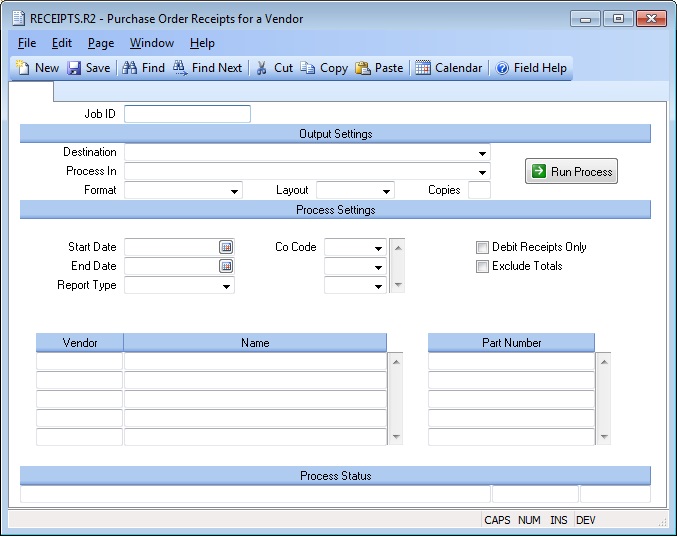 RECEIPTS.R2 - Purchase Order Receipts for a Vendor
File Edit Page Window Help
New Save Find Find Next Cut Copy Paste Calendar Field Help
Job ID
Output Settings
Destination
Process In
Run Process
Format Layout Copies
Process Settings
Start Date Co Code Debit Receipts Only
End Date Exclude Totals
Report Type
Vendor Name Part Number
Process Status
CAPS NUM INS DEV